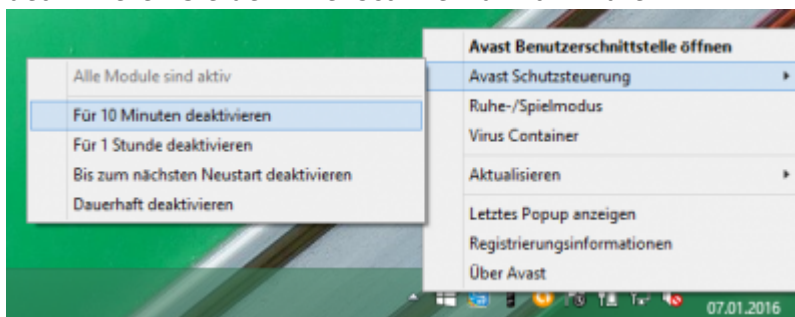 Avast Benutzerschnittstelle öffnen
Avast Schutzsteuerung
Ruhe-/Spielmodus
Virus Container
Aktualisieren
Letztes Popup anzeigen
Registrierungsinformationen
Über Avast
Alle Module sind aktiv
Für 10 Minuten deaktivieren
Für 1 Stunde deaktivieren
Bis zum nächsten Neustart deaktivieren
Dauerhaft deaktivieren
07.01.2016